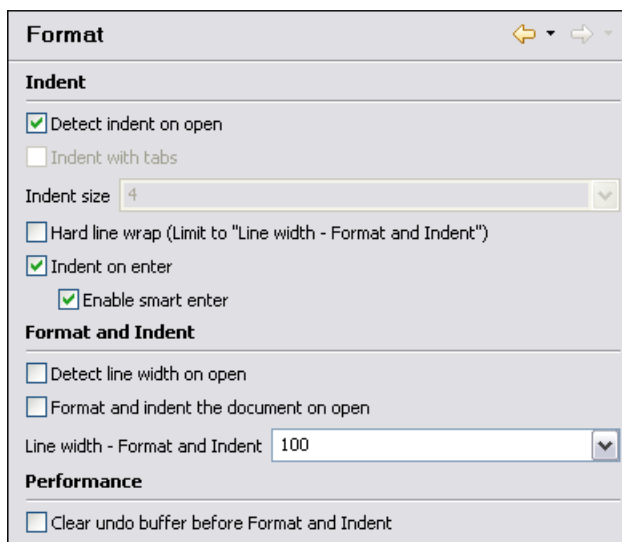 Format
Indent
Detect indent on open
Indent with tabs
Indent size 4
Hard line wrap (Limit to "Line width - Format and Indent")
Indent on enter
Enable smart enter
Format and Indent
Detect line width on open
Format and indent the document on open
Line width - Format and Indent 100
Performance
Clear undo buffer before Format and Indent